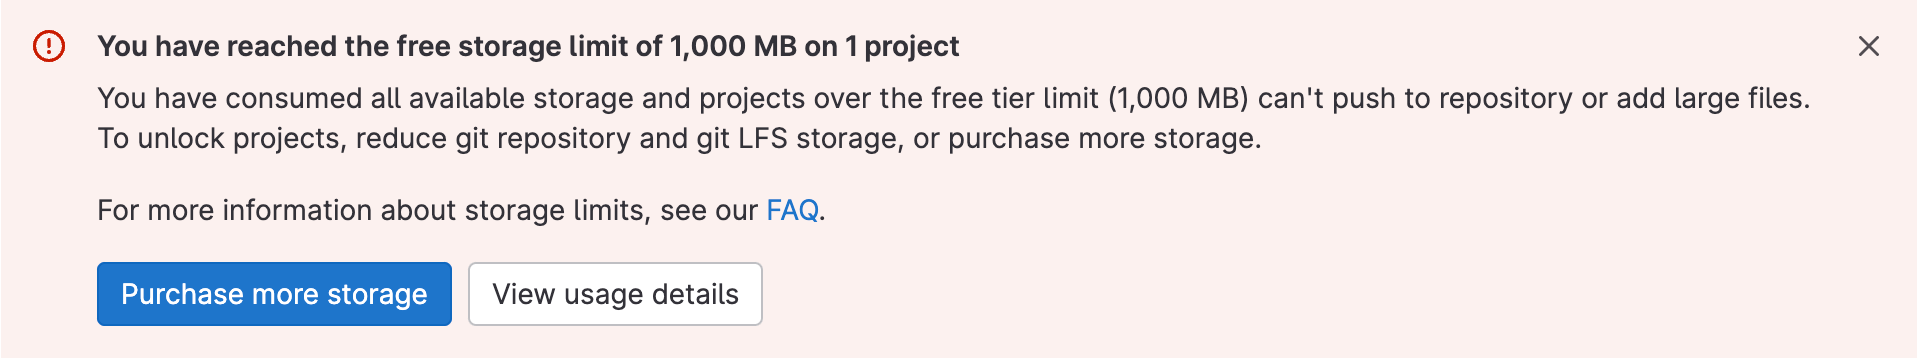 You have reached the free storage limit of 1,000 MB on 1 project
You have consumed all available storage and projects over the free tier limit (1,000 MB) can't push to repository or add large files.
To unlock projects, reduce git repository and git LFS storage, or purchase more storage.
For more information about storage limits, see our FAQ.
Purchase more storage
View usage details